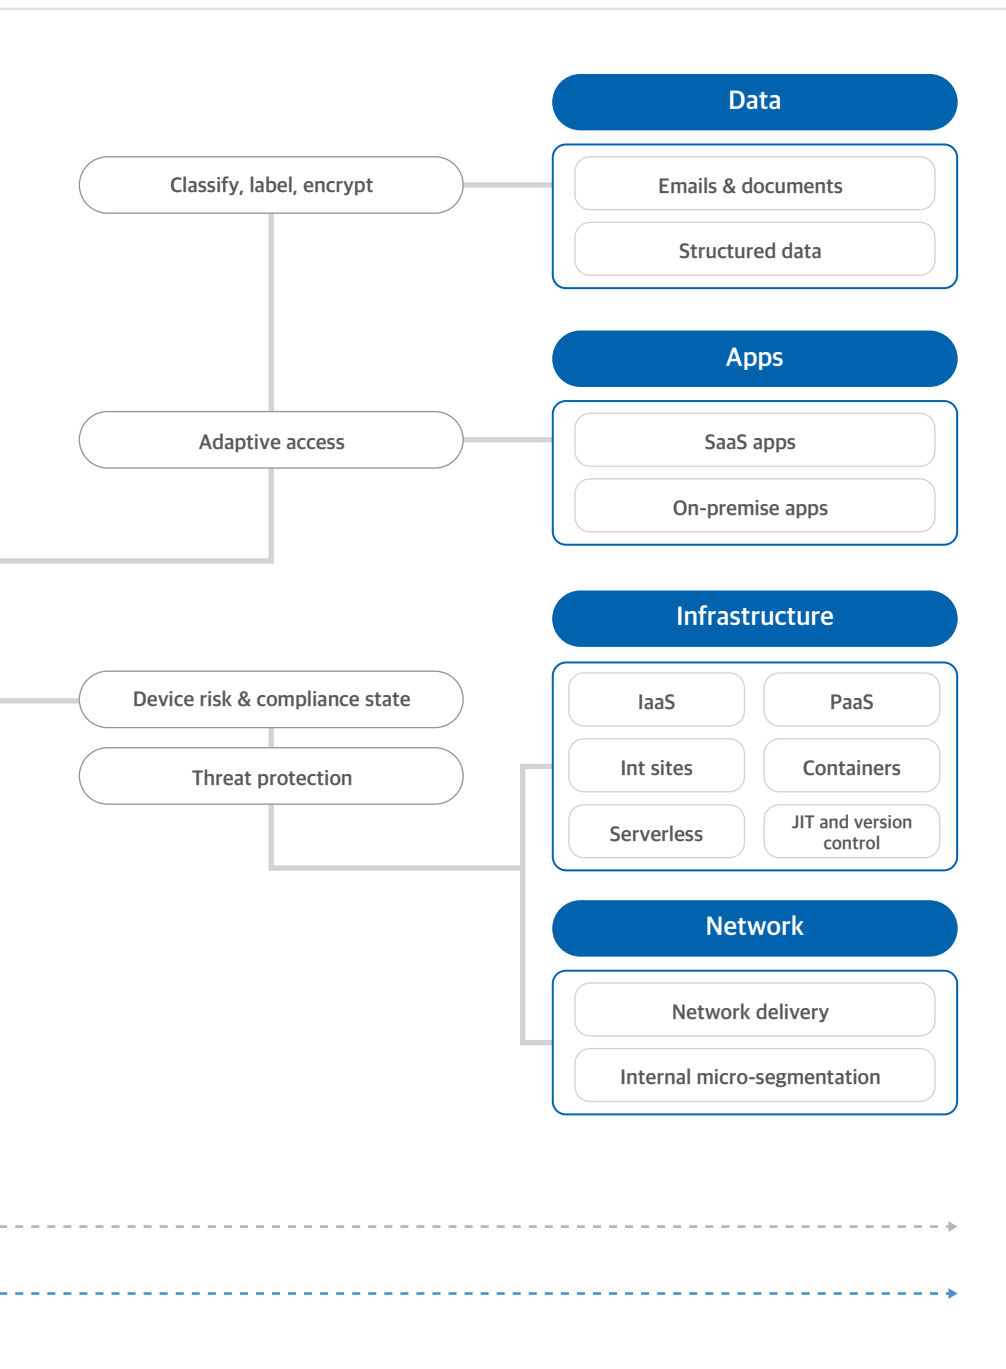 Data
Classify, label, encrypt
Emails & documents
Structured data
Apps
Adaptive access
SaaS apps
On-premise apps
Infrastructure
Device risk & compliance state
IaaS
PaaS
Threat protection
Int sites
Containers
Serverless
JIT and version
control
Network
Network delivery
Internal micro-segmentation